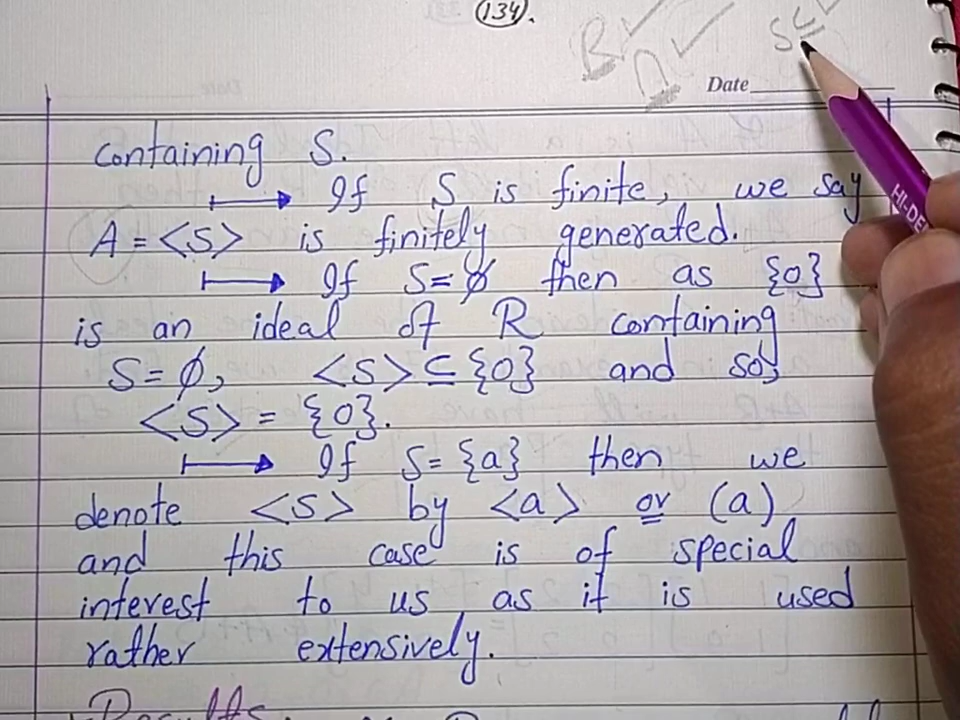 (134).
R ✓ ∩ ✓ S ⊆
Date
containing S.
↦ If S is finite, we say
A = <S> is finitely generated.
↦ If S = ∅ then as {0}
is an ideal of R containing
S = ∅, <S> ⊆ {0} and so,
<S> = {0}.
↦ If S = {a} then we
denote <S> by <a> or (a)
and this case is of special
interest to us as it is used
rather extensively.
Results